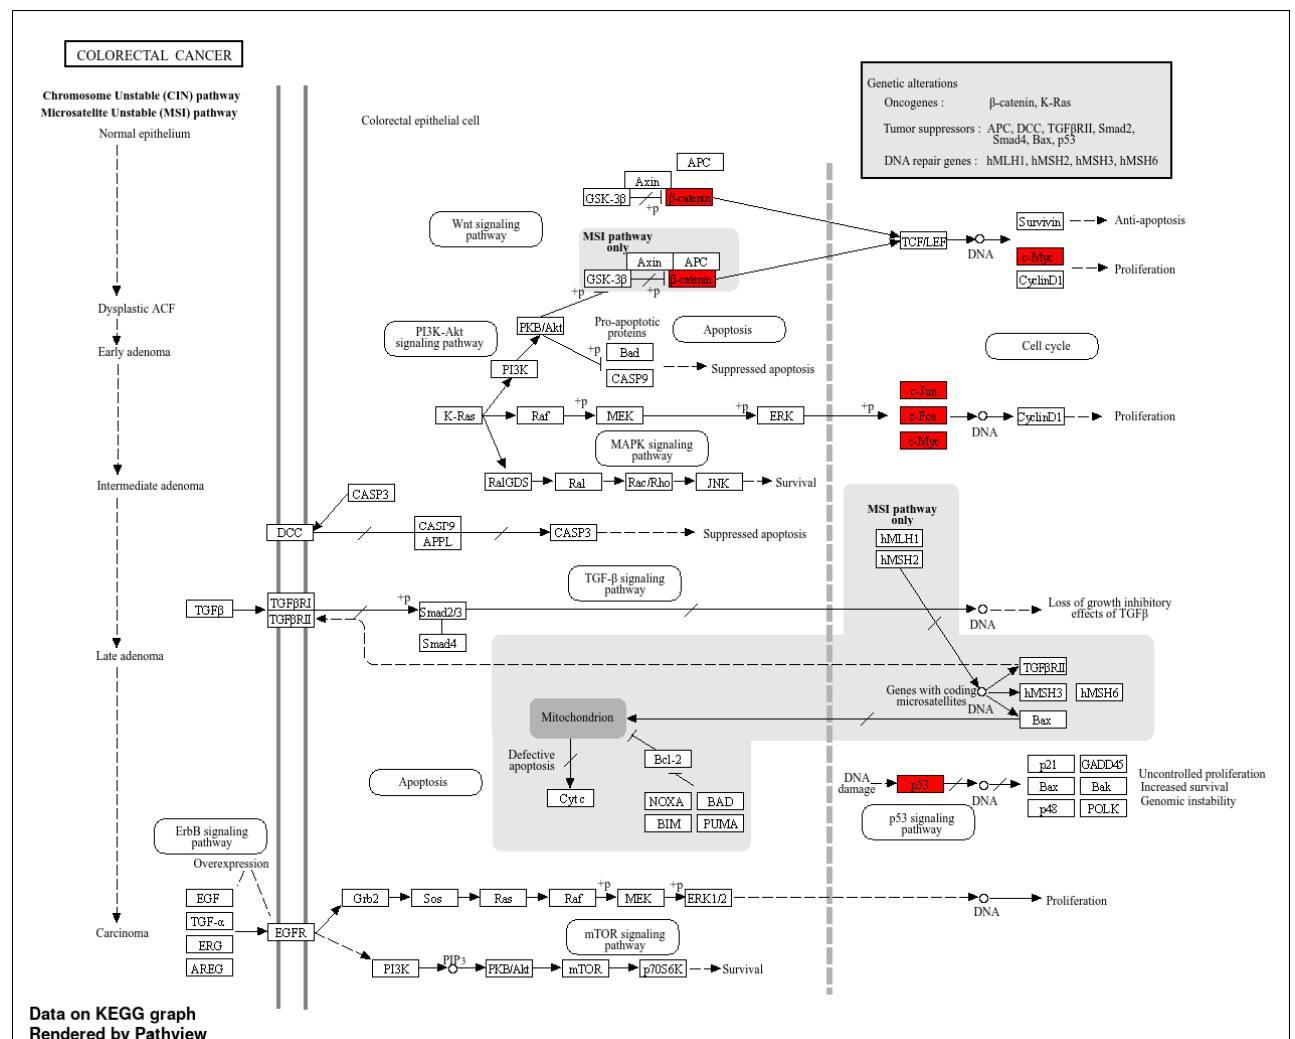 COLORECTAL CANCER
Chromosome Unstable (CIN) pathway
Microsatelite Unstable (MSI) pathway
Normal epithelium
Dysplastic ACF
Early adenoma
Intermediate adenoma
Late adenoma
Carcinoma
Colorectal epithelial cell
Genetic alterations
Oncogenes : β-catenin, K-Ras
Tumor suppressors : APC, DCC, TGFβRII, Smad2,
Smad4, Bax, p53
DNA repair genes : hMLH1, hMSH2, hMSH3, hMSH6
APC
Axin
GSK-3β
+p
β-catenin
Wnt signaling
pathway
MSI pathway
only
Axin
APC
GSK-3β
+p
β-catenin
+p
TCF/LEF
DNA
Survivin
Anti-apoptosis
c-Myc
Proliferation
CyclinD1
PI3K-Akt
signaling pathway
PKB/Akt
Pro-apoptotic
proteins
Apoptosis
+p
Bad
CASP9
Suppressed apoptosis
Cell cycle
PI3K
K-Ras
Raf
+p
MEK
+p
ERK
+p
c-Jun
c-Fos
c-Myc
DNA
CyclinD1
Proliferation
MAPK signaling
pathway
RalGDS
Ral
Rac/Rho
JNK
Survival
CASP3
DCC
CASP9
APPL
CASP3
Suppressed apoptosis
MSI pathway
only
hMLH1
hMSH2
TGF-β signaling
pathway
TGFβ
TGFβRI
TGFβRII
+p
Smad2/3
Smad4
DNA
Loss of growth inhibitory
effects of TGFβ
TGFβRII
Genes with coding
microsatellites
DNA
hMSH3
hMSH6
Bax
Mitochondrion
Defective
apoptosis
Bcl-2
Cytc
NOXA
BAD
BIM
PUMA
Apoptosis
DNA
damage
p53
DNA
p21
GADD45
Bax
Bak
p48
POLK
Uncontrolled proliferation
Increased survival
Genomic instability
p53 signaling
pathway
ErbB signaling
pathway
Overexpression
EGF
TGF-α
ERG
AREG
EGFR
Grb2
Sos
Ras
Raf
+p
MEK
+p
ERK1/2
DNA
Proliferation
mTOR signaling
pathway
PI3K
PIP3
PKB/Akt
mTOR
p70S6K
Survival
Data on KEGG graph
Rendered by Pathview